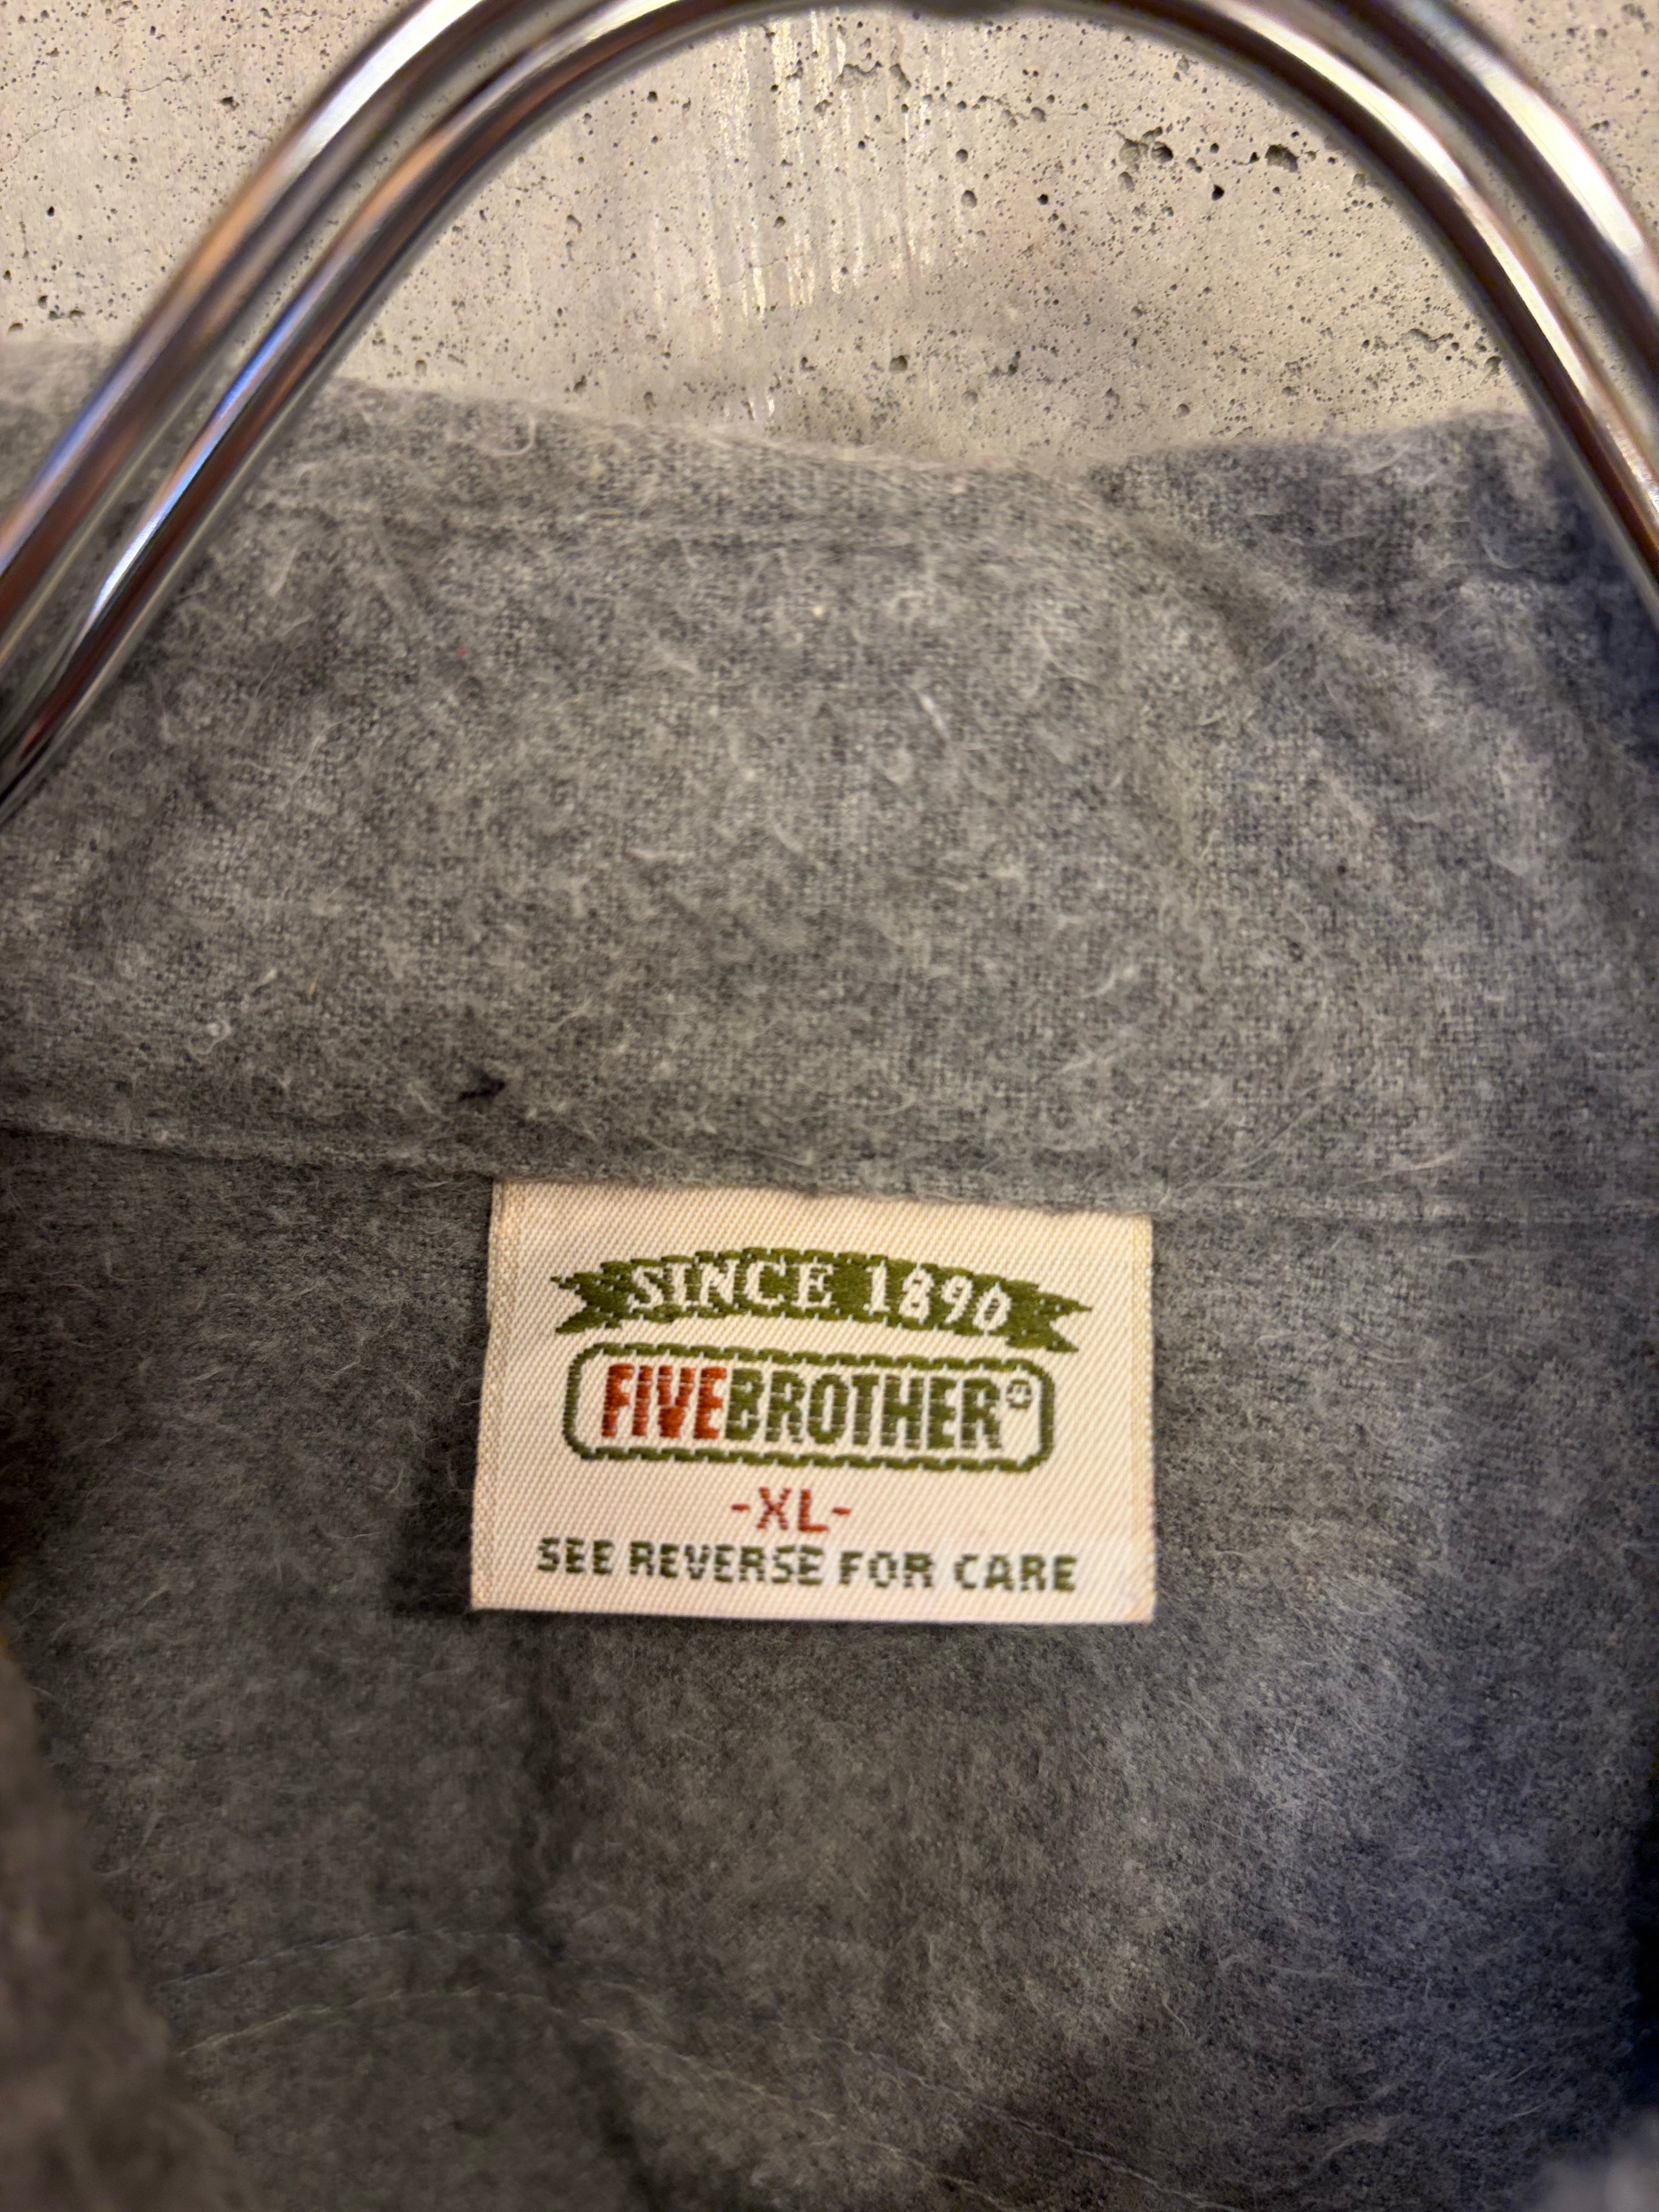 SINCE 1890
FIVEBROTHER®
-XL-
SEE REVERSE FOR CARE